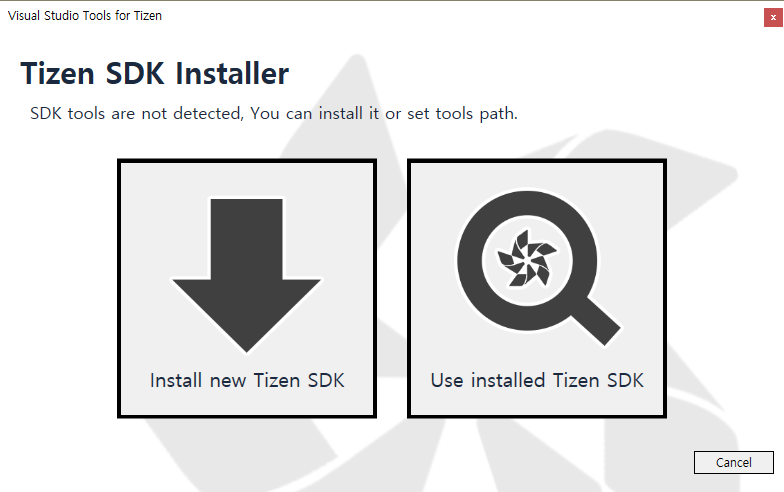 Visual Studio Tools for Tizen
x
Tizen SDK Installer
SDK tools are not detected, You can install it or set tools path.
Install new Tizen SDK
Use installed Tizen SDK
Cancel